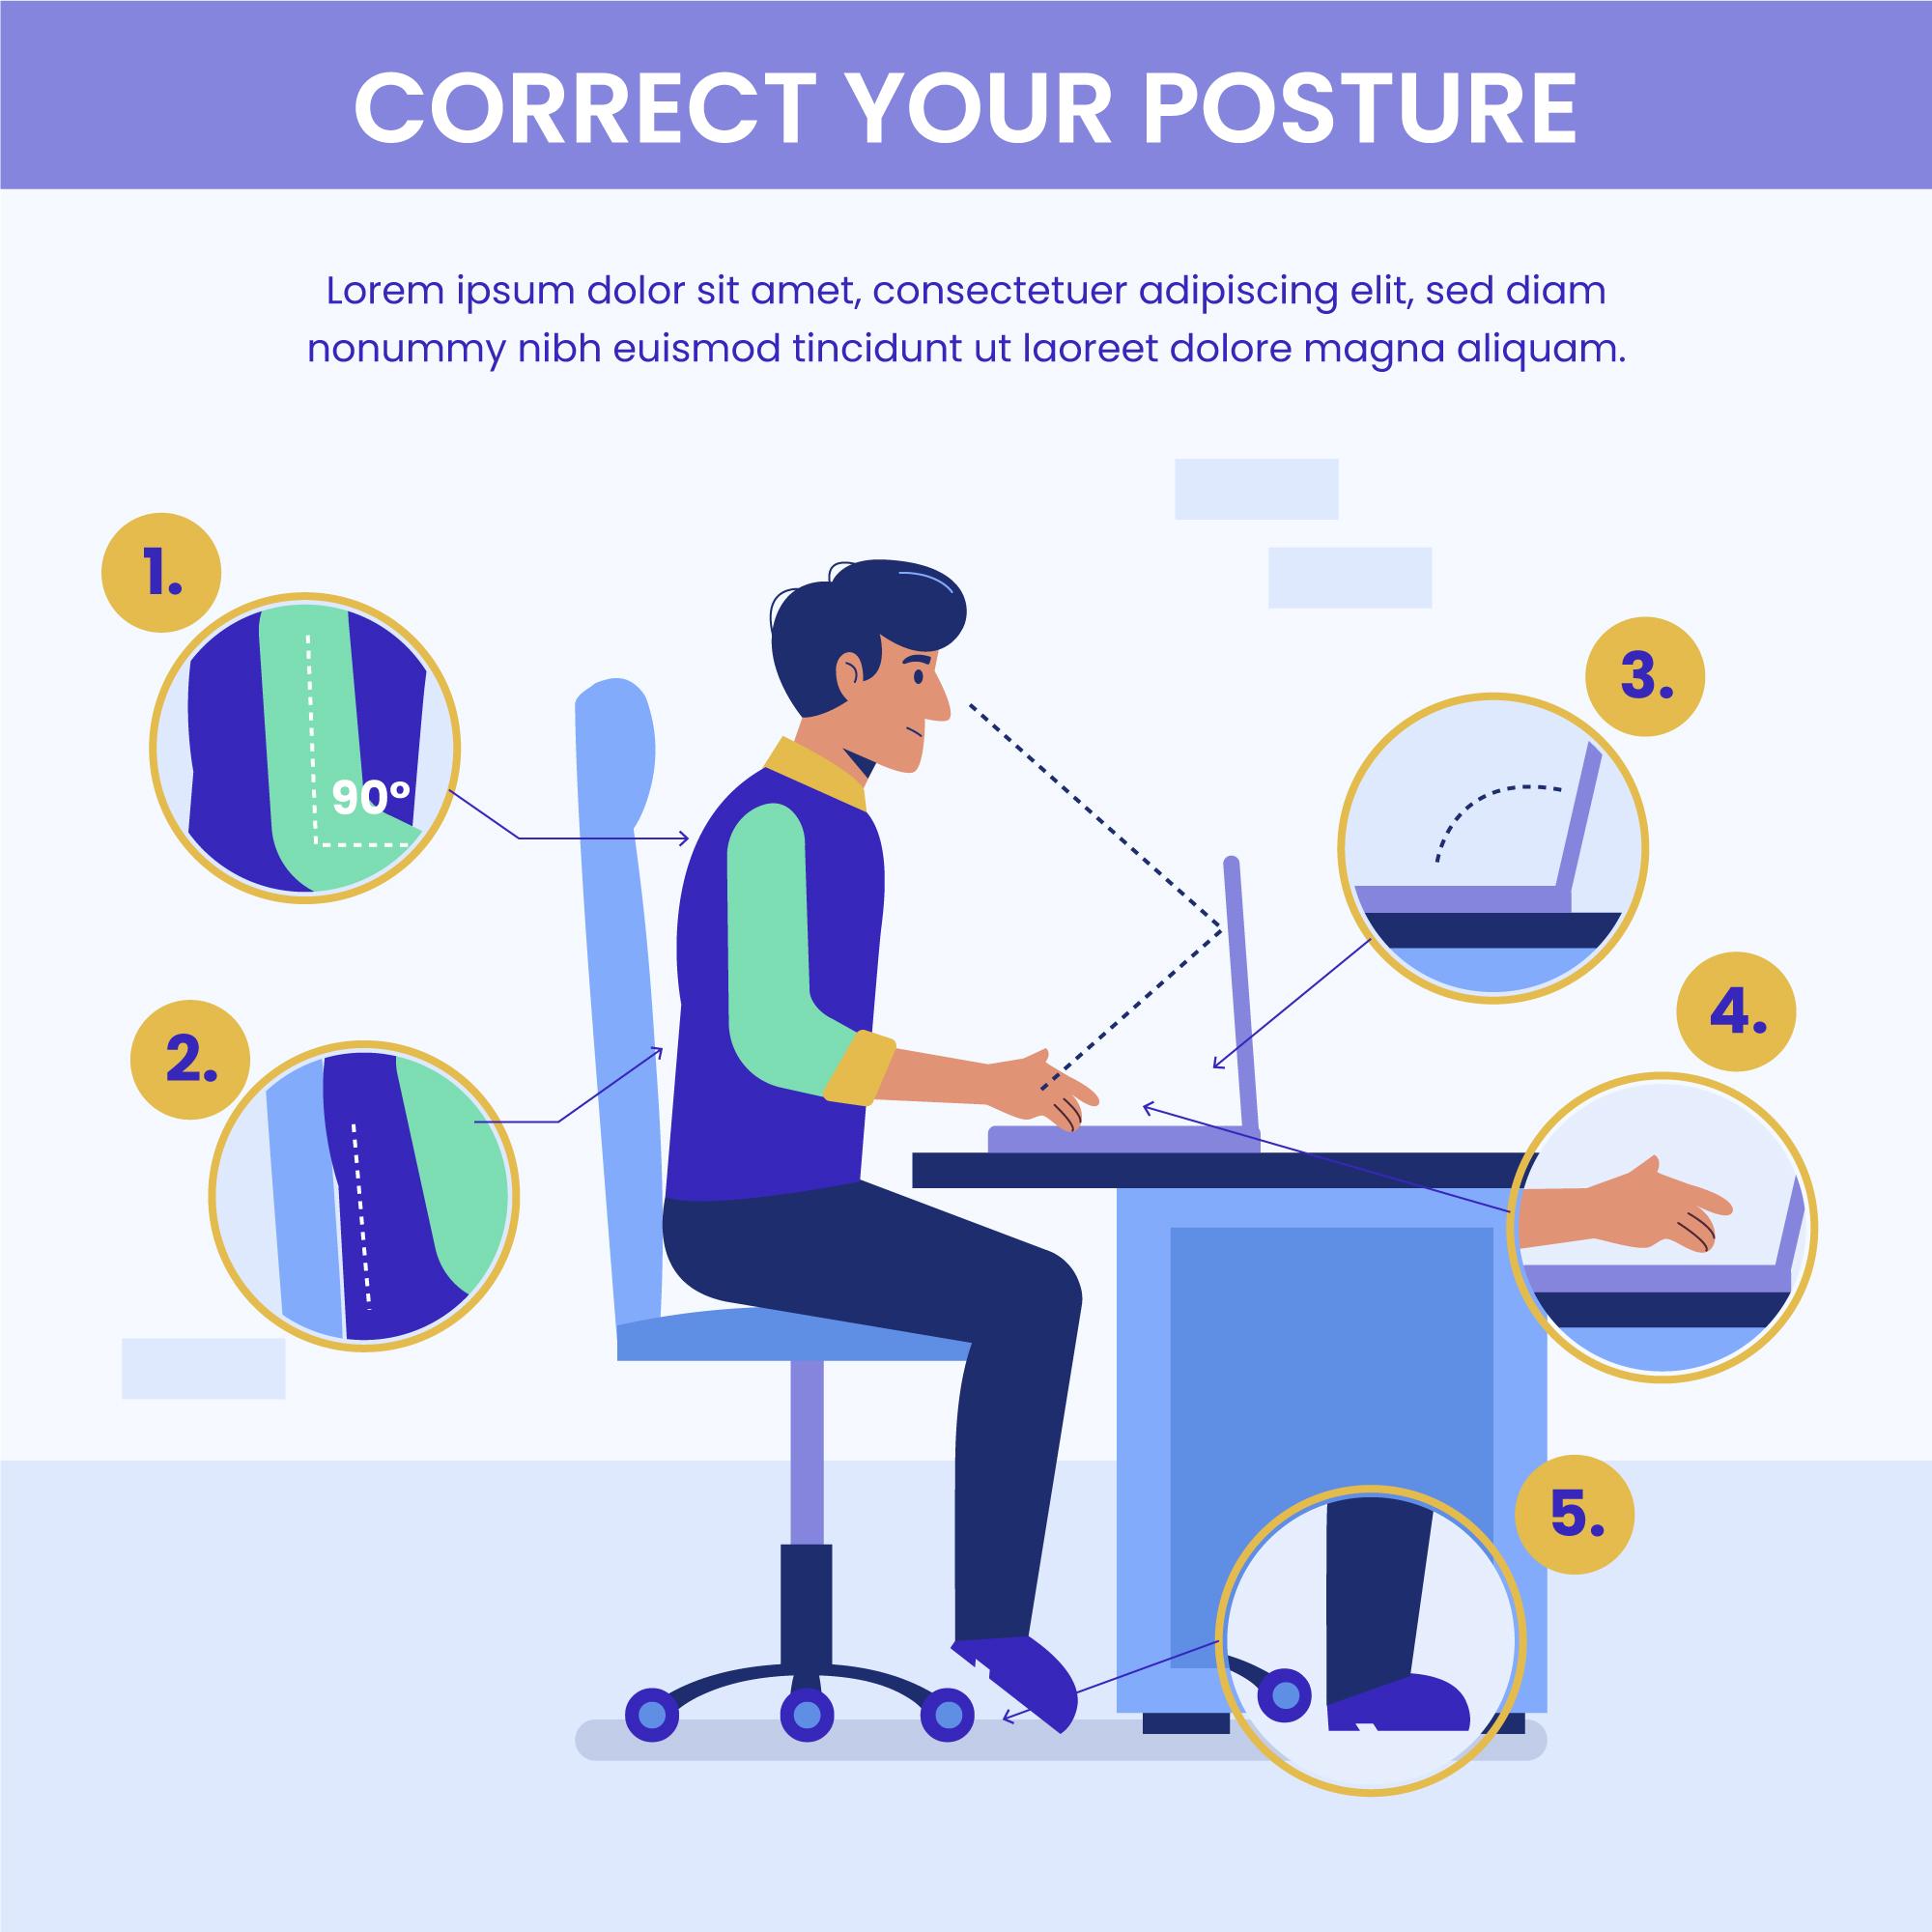 CORRECT YOUR POSTURE
Lorem ipsum dolor sit amet, consectetuer adipiscing elit, sed diam
nonummy nibh euismod tincidunt ut laoreet dolore magna aliquam.
1.
90°
2.
3.
4.
5.